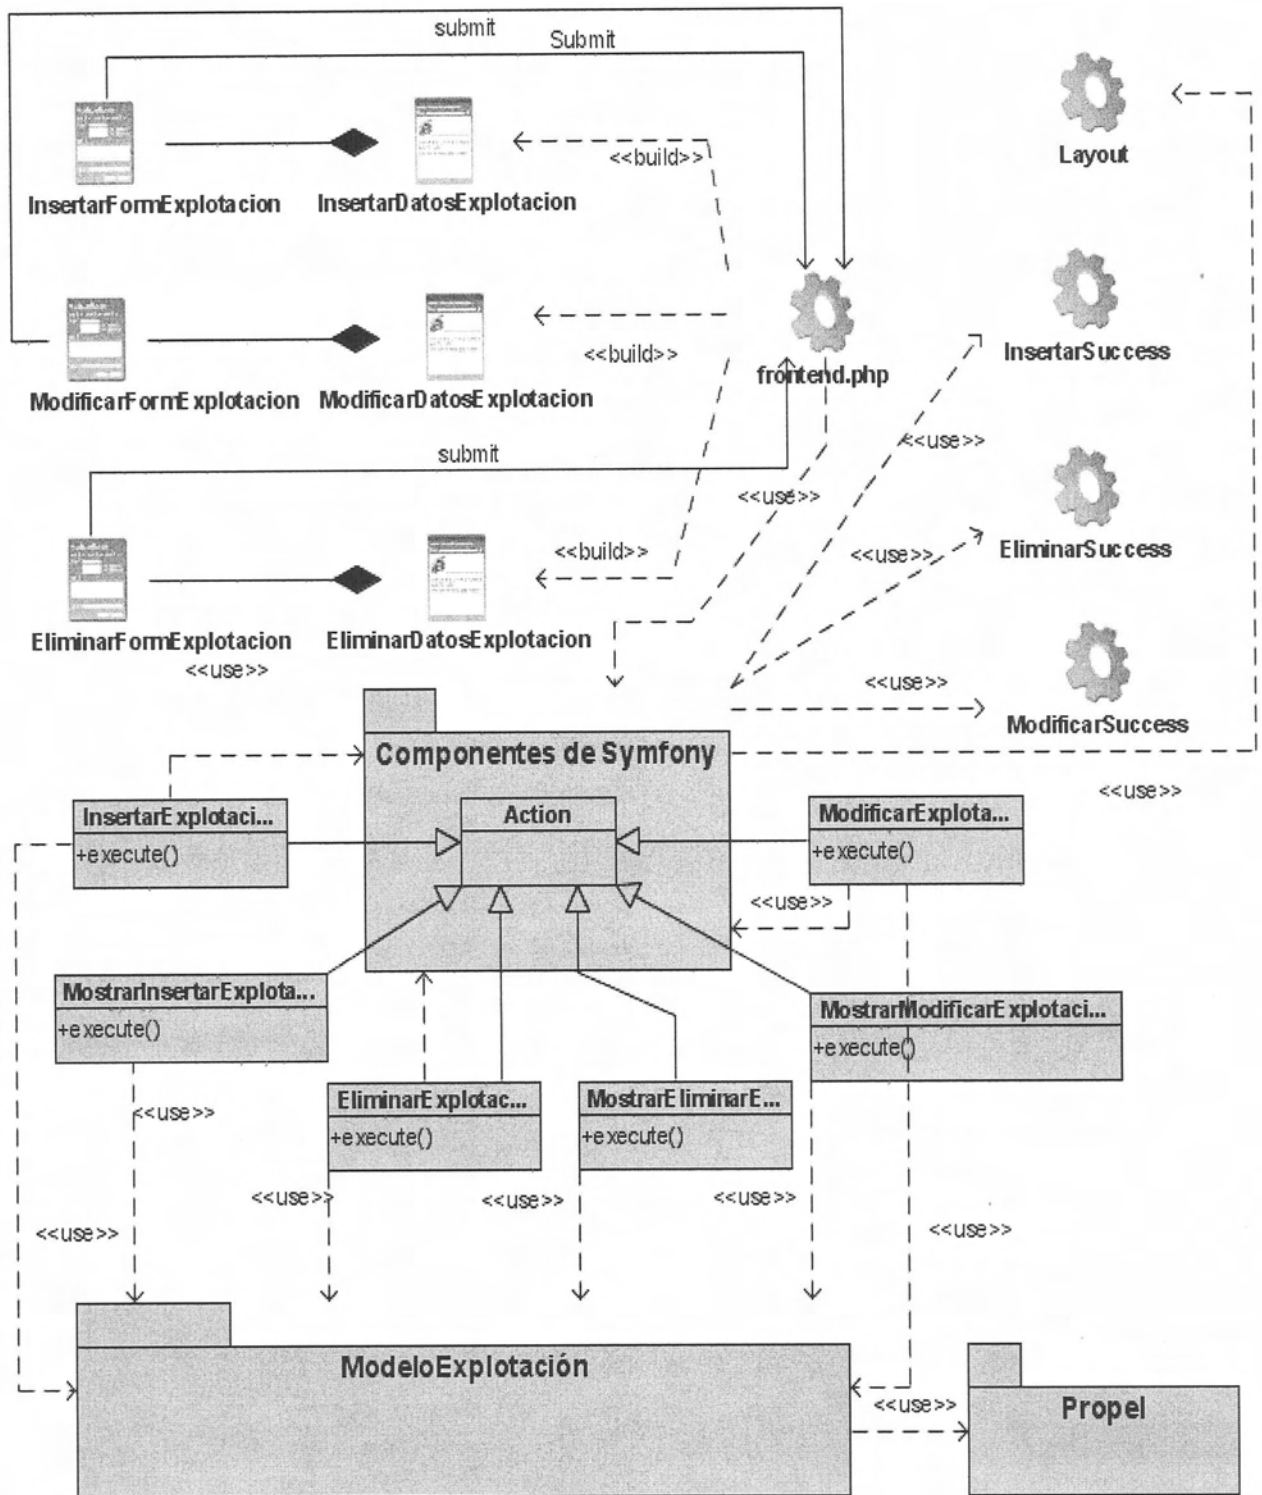 submit
Submit
<<build>>
Layout
InsertarFormExplotacion
InsertarDatosExplotacion
<<build>>
InsertarSuccess
frontend.php
ModificarFormExplotacion
ModificarDatosExplotacion
submit
<<use>>
<<use>>
<<build>>
<<use>>
EliminarSuccess
EliminarFormExplotacion
EliminarDatosExplotacion
<<use>>
<<use>>
ModificarSuccess
Componentes de Symfony
<<use>>
InsertarExplotaci...
+execute()
Action
ModificarExplota...
+execute()
<<use>>
MostrarInsertarExplota...
+execute()
MostrarModificarExplotaci...
+execute()
EliminarExplotac...
+execute()
MostrarEliminarE...
+execute()
<<use>>
<<use>>
<<use>>
<<use>>
<<use>>
<<use>>
ModeloExplotación
<<use>>
Propel